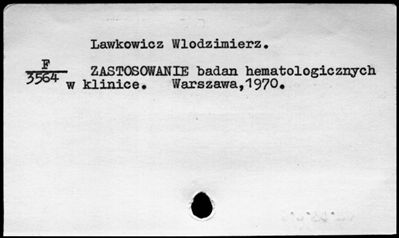 Lawkowicz Wlodzimierz.
F
3564
ZASTOSOWANIE badan hematologicznych
w klinice. Warszawa,1970.